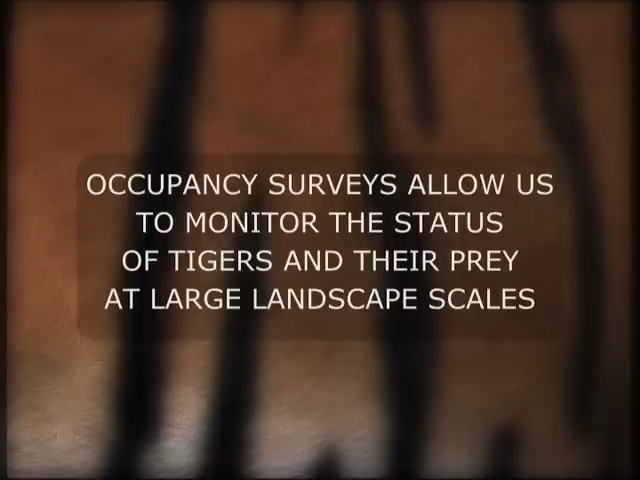 OCCUPANCY SURVEYS ALLOW US
TO MONITOR THE STATUS
OF TIGERS AND THEIR PREY
AT LARGE LANDSCAPE SCALES